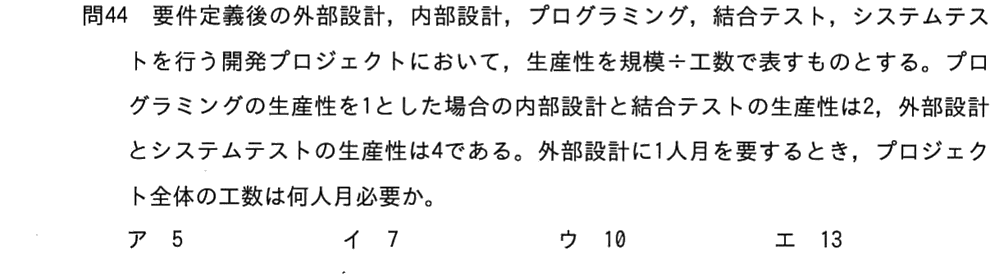 問44　要件定義後の外部設計，内部設計，プログラミング，結合テスト，システムテス
トを行う開発プロジェクトにおいて，生産性を規模÷工数で表すものとする。プロ
グラミングの生産性を1とした場合の内部設計と結合テストの生産性は2，外部設計
とシステムテストの生産性は4である。外部設計に1人月を要するとき，プロジェク
ト全体の工数は何人月必要か。
ア　5　　イ　7　　ウ　10　　エ　13